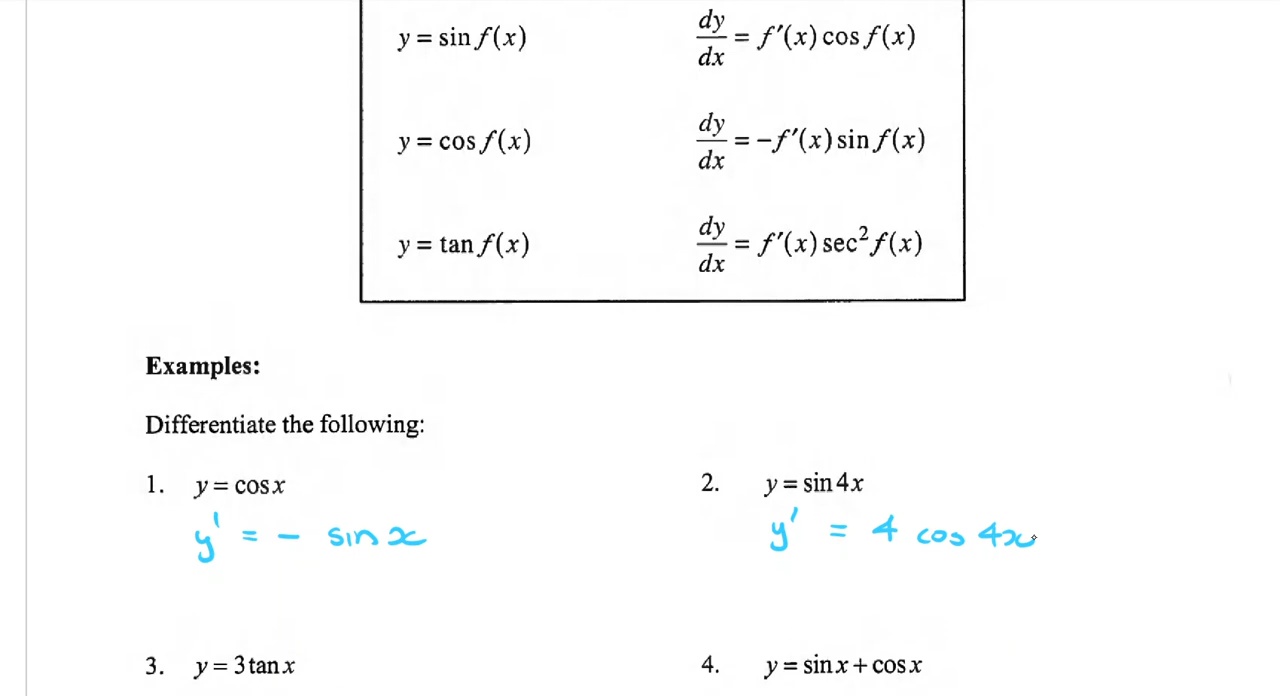 y = sin f(x) dy/dx = f′(x) cos f(x)
y = cos f(x) dy/dx = −f′(x) sin f(x)
y = tan f(x) dy/dx = f′(x) sec² f(x)
Examples:
Differentiate the following:
1. y = cos x 2. y = sin 4x
y' = − sin x y' = 4 cos 4x
3. y = 3 tan x 4. y = sin x + cos x